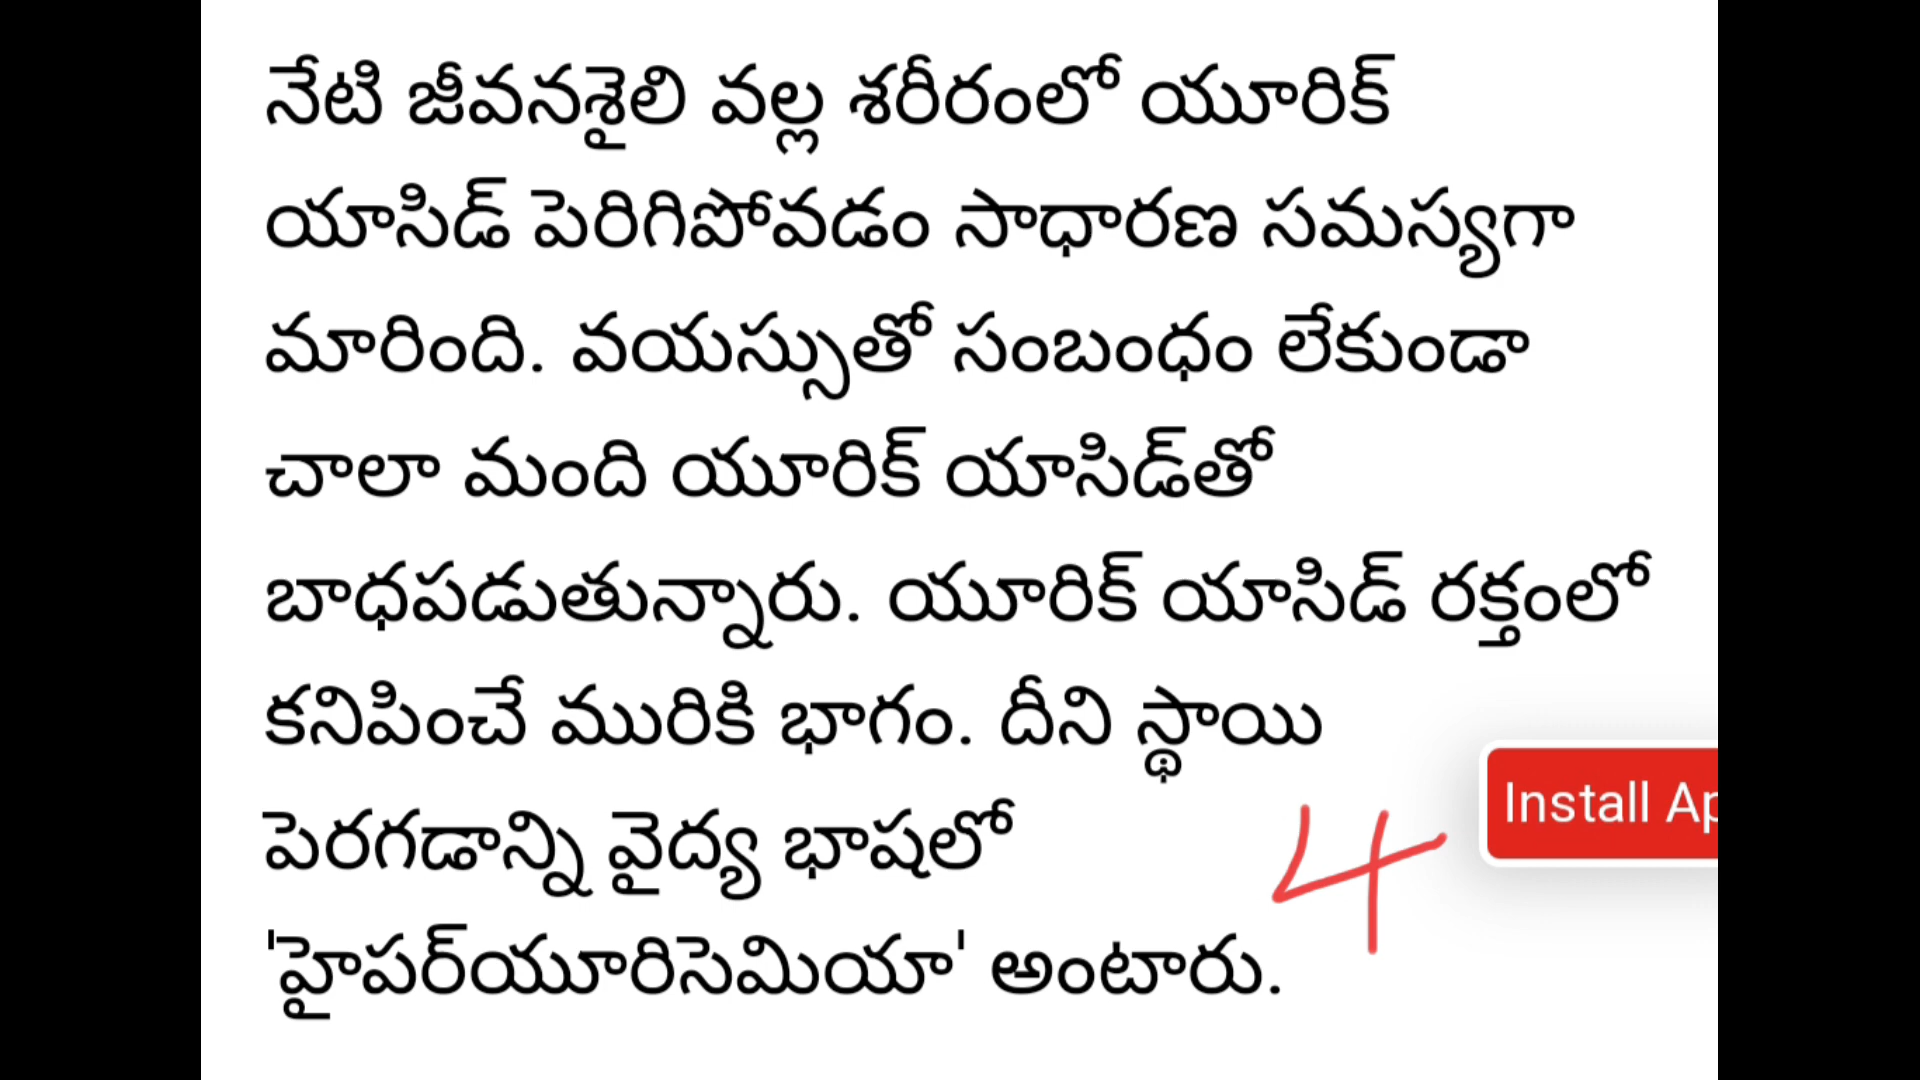 నేటి జీవనశైలి వల్ల శరీరంలో యూరిక్
యాసిడ్ పెరిగిపోవడం సాధారణ సమస్యగా
మారింది. వయస్సుతో సంబంధం లేకుండా
చాలా మంది యూరిక్ యాసిడ్‌తో
బాధపడుతున్నారు. యూరిక్ యాసిడ్ రక్తంలో
కనిపించే మురికి భాగం. దీని స్థాయి
Install Ap
పెరగడాన్ని వైద్య భాషలో
4
'హైపర్‌యూరిసెమియా' అంటారు.